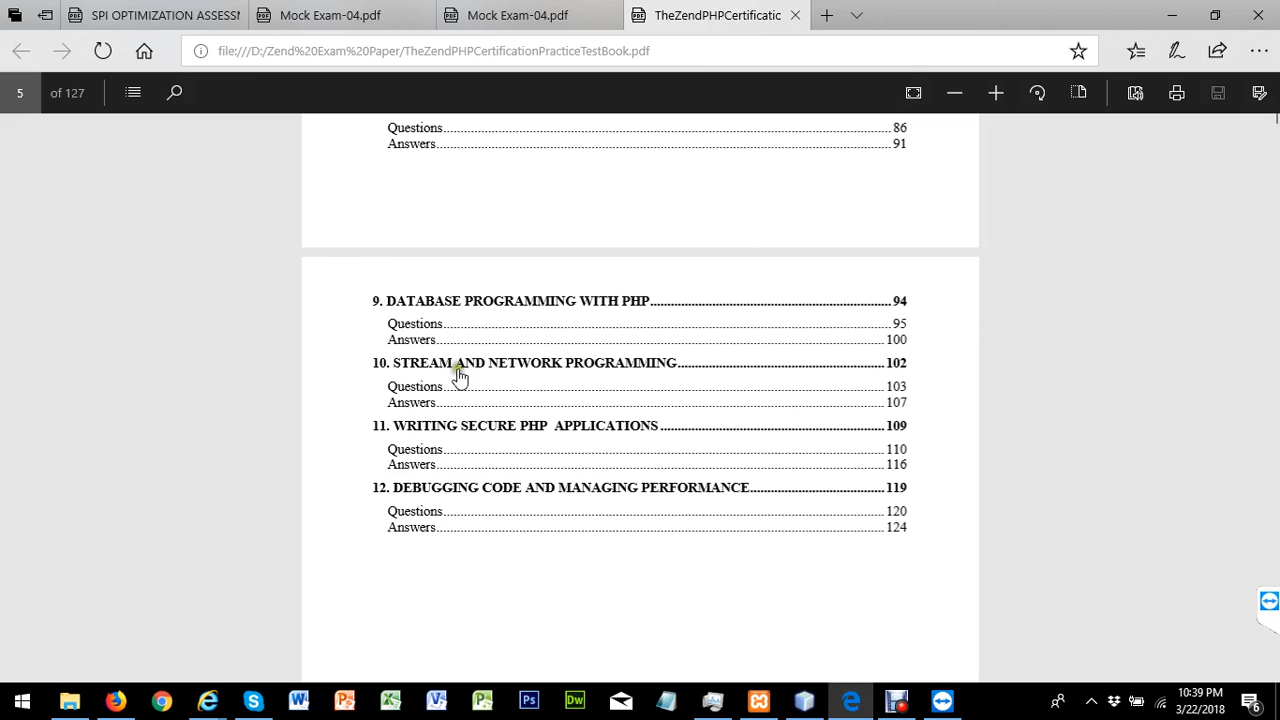 SPI OPTIMIZATION ASSESSM
Mock Exam-04.pdf
Mock Exam-04.pdf
TheZendPHPCertificatic
file:///D:/Zend%20Exam%20Paper/TheZendPHPCertificationPracticeTestBook.pdf
5 of 127
Questions 86
Answers 91
9. DATABASE PROGRAMMING WITH PHP 94
Questions 95
Answers 100
10. STREAM AND NETWORK PROGRAMMING 102
Questions 103
Answers 107
11. WRITING SECURE PHP APPLICATIONS 109
Questions 110
Answers 116
12. DEBUGGING CODE AND MANAGING PERFORMANCE 119
Questions 120
Answers 124
10:39 PM
3/22/2018
6